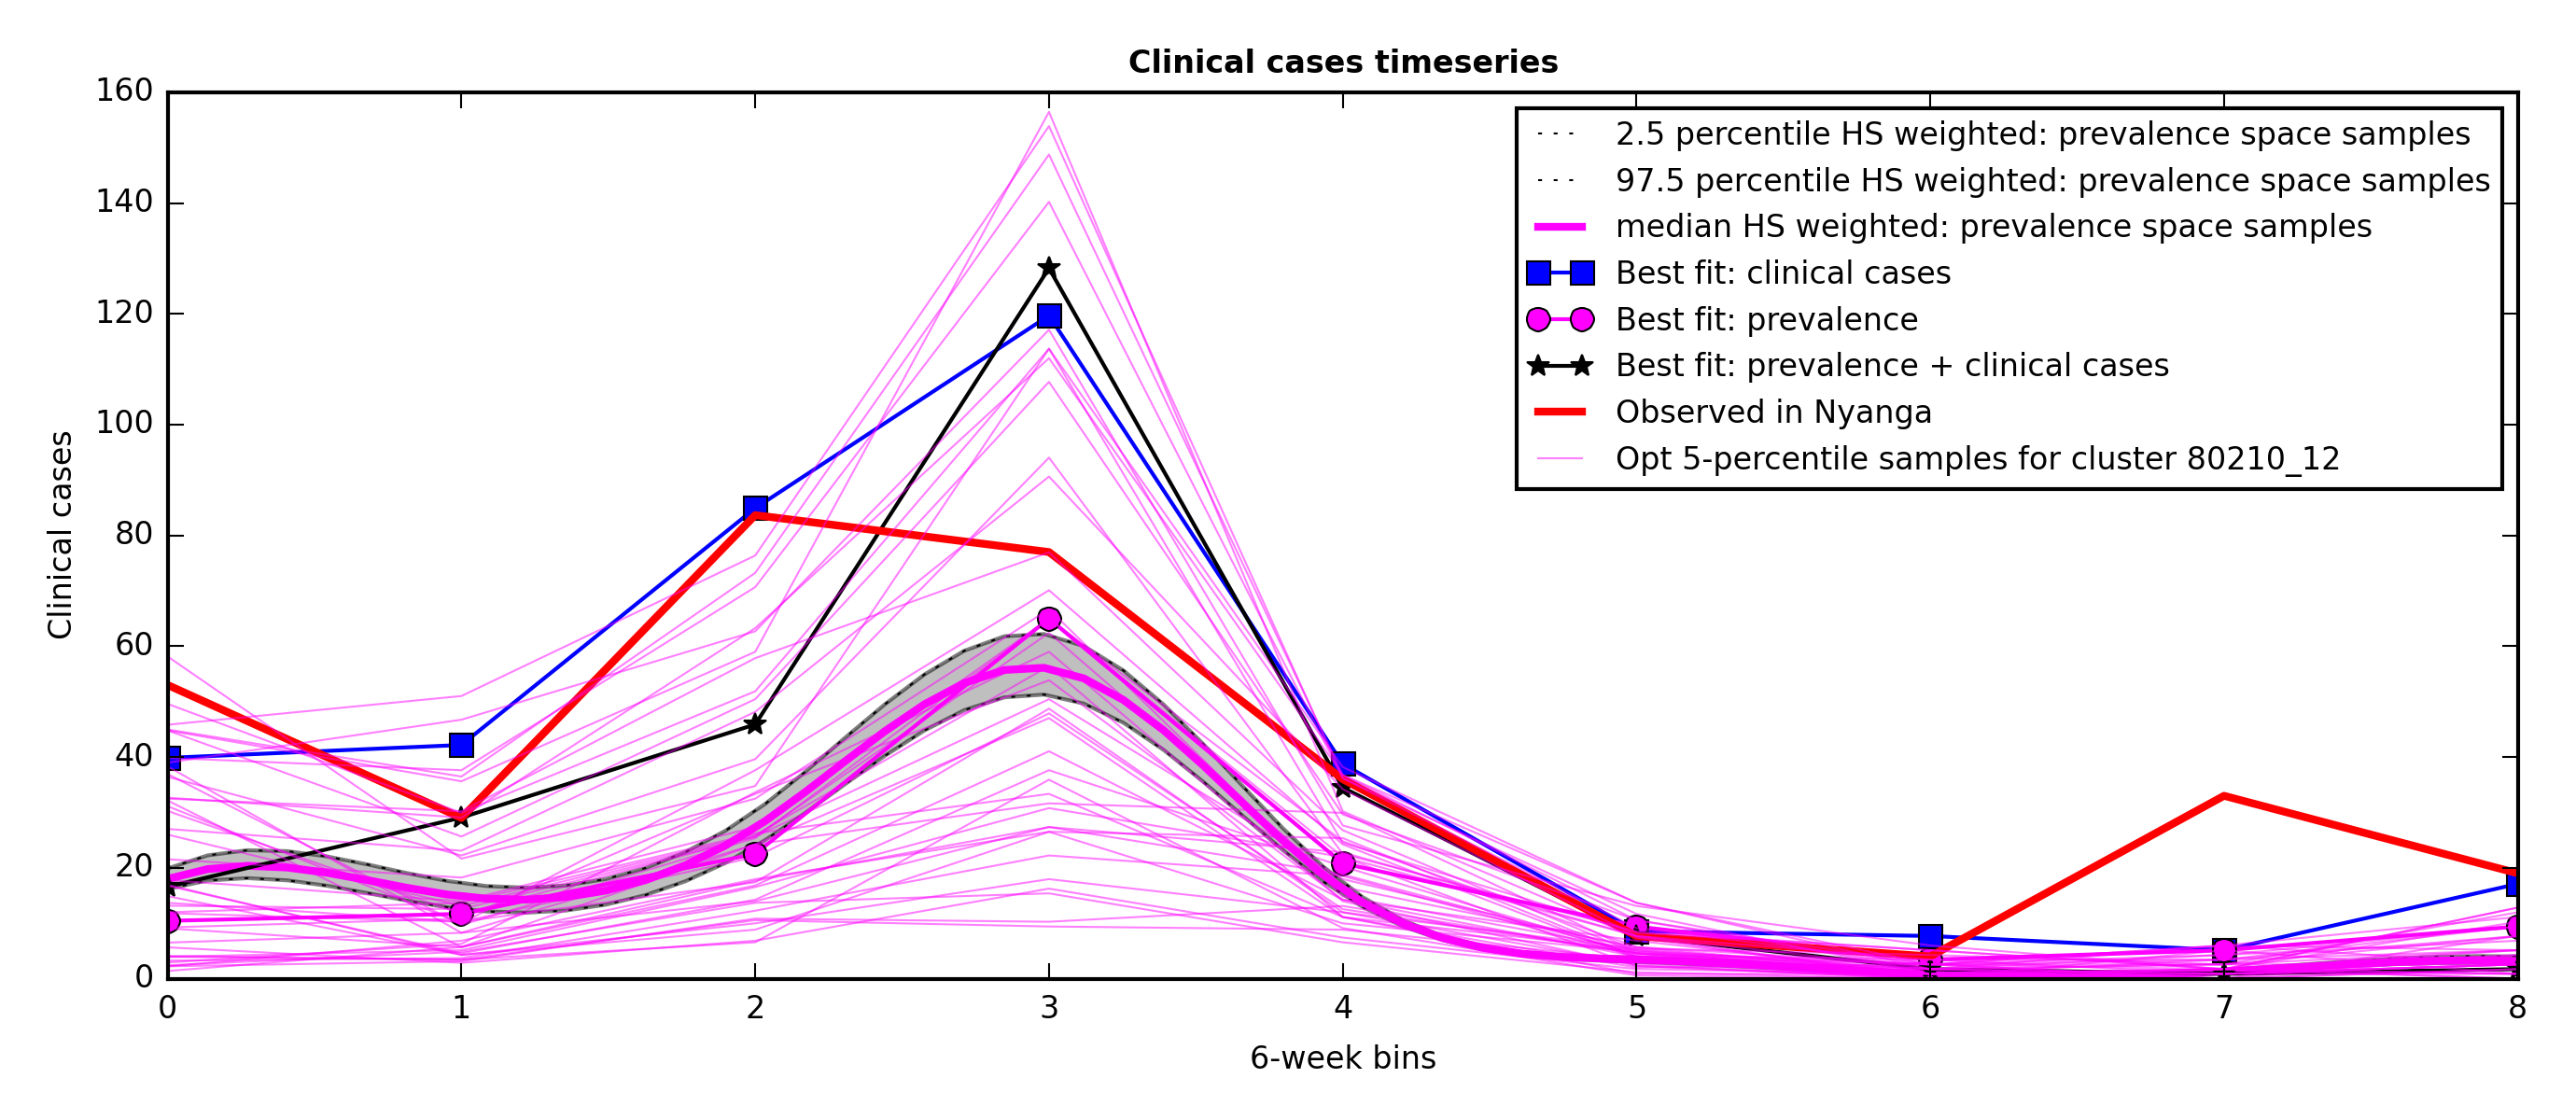 Clinical cases timeseries
160
140
120
100
80
60
40
20
0
Clinical cases
2.5 percentile HS weighted: prevalence space samples
97.5 percentile HS weighted: prevalence space samples
median HS weighted: prevalence space samples
Best fit: clinical cases
Best fit: prevalence
Best fit: prevalence + clinical cases
Observed in Nyanga
Opt 5-percentile samples for cluster 80210_12
0 1 2 3 4 5 6 7 8
6-week bins